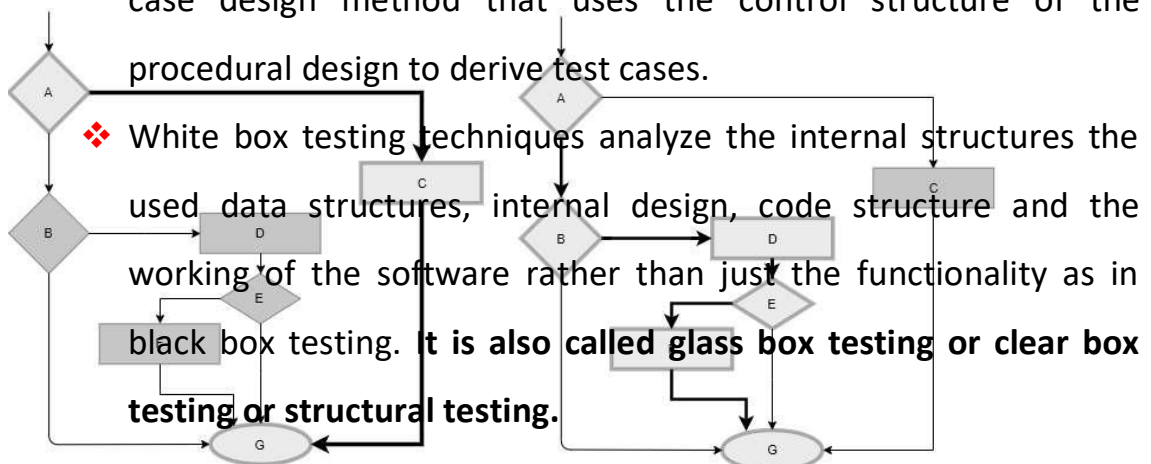 case design method that uses the control structure of the
procedural design to derive test cases.
White box testing techniques analyze the internal structures the
used data structures, internal design, code structure and the
working of the software rather than just the functionality as in
black box testing. It is also called glass box testing or clear box
testing or structural testing.
A
A
C
C
B
D
B
D
E
E
G
G